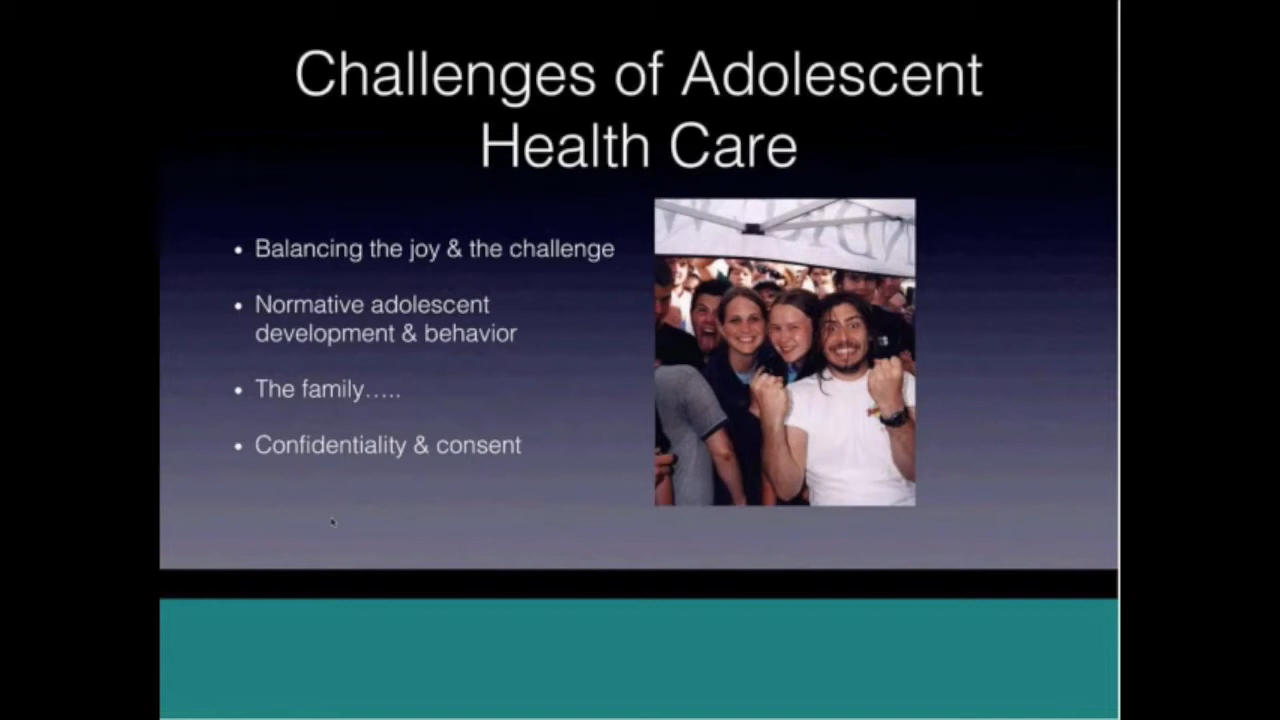 Challenges of Adolescent
Health Care
• Balancing the joy & the challenge
• Normative adolescent
development & behavior
• The family…..
• Confidentiality & consent